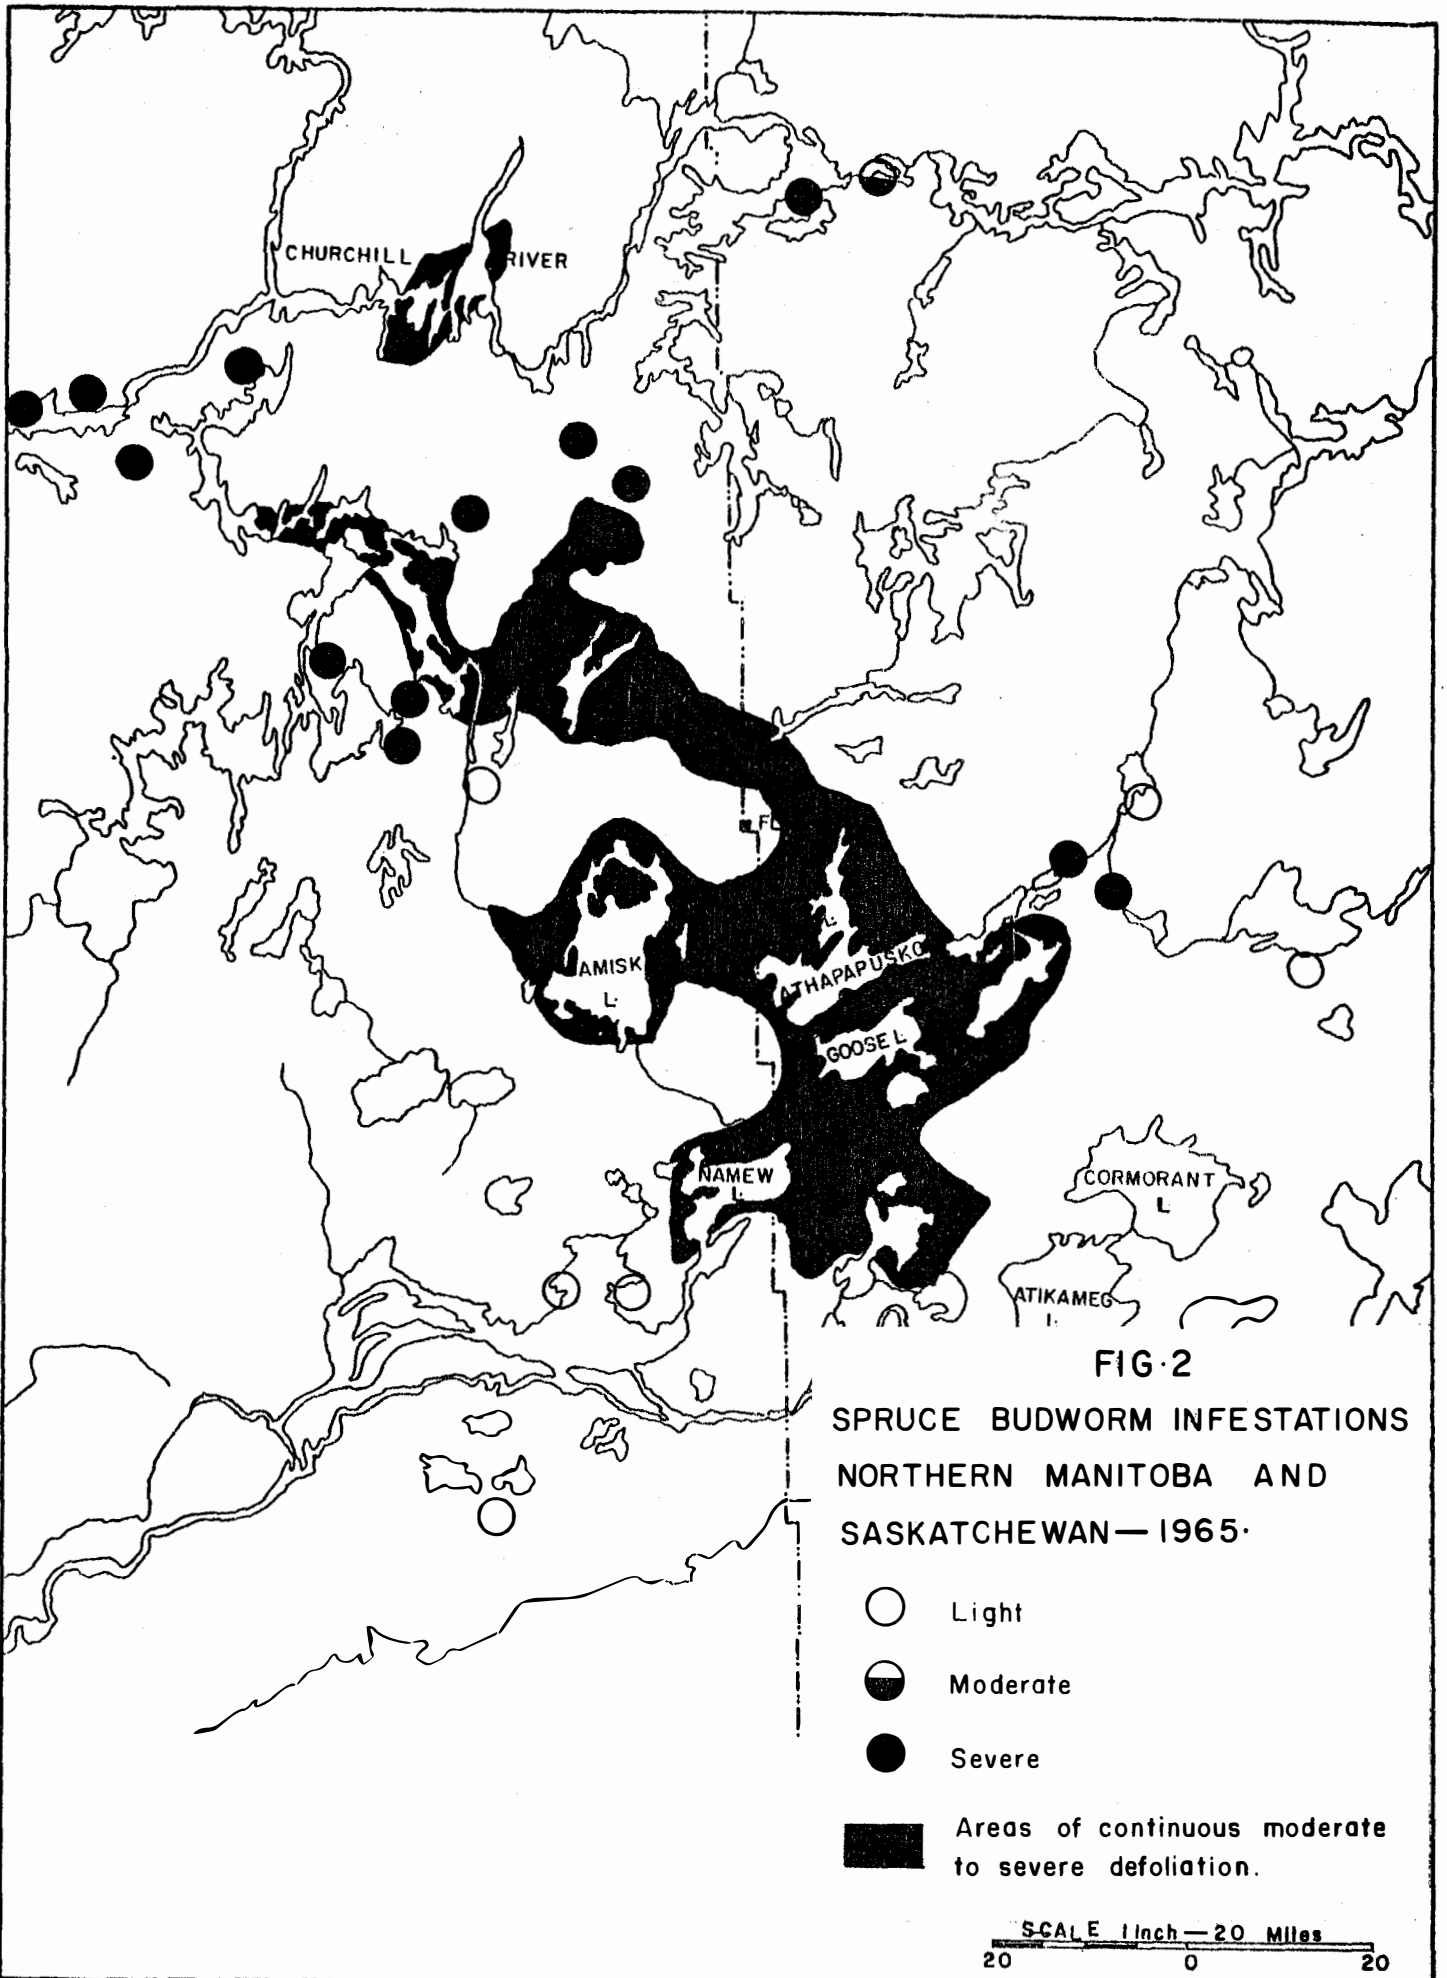 CHURCHILL RIVER
FL
L
ATHAPAPUSKO
AMISK
L.
GOOSE L.
NAMEW
L.
CORMORANT
L
ATIKAMEG
L.
FIG·2
SPRUCE BUDWORM INFESTATIONS
NORTHERN MANITOBA AND
SASKATCHEWAN — 1965·
Light
Moderate
Severe
Areas of continuous moderate
to severe defoliation.
SCALE 1 Inch — 20 Miles
20 0 20